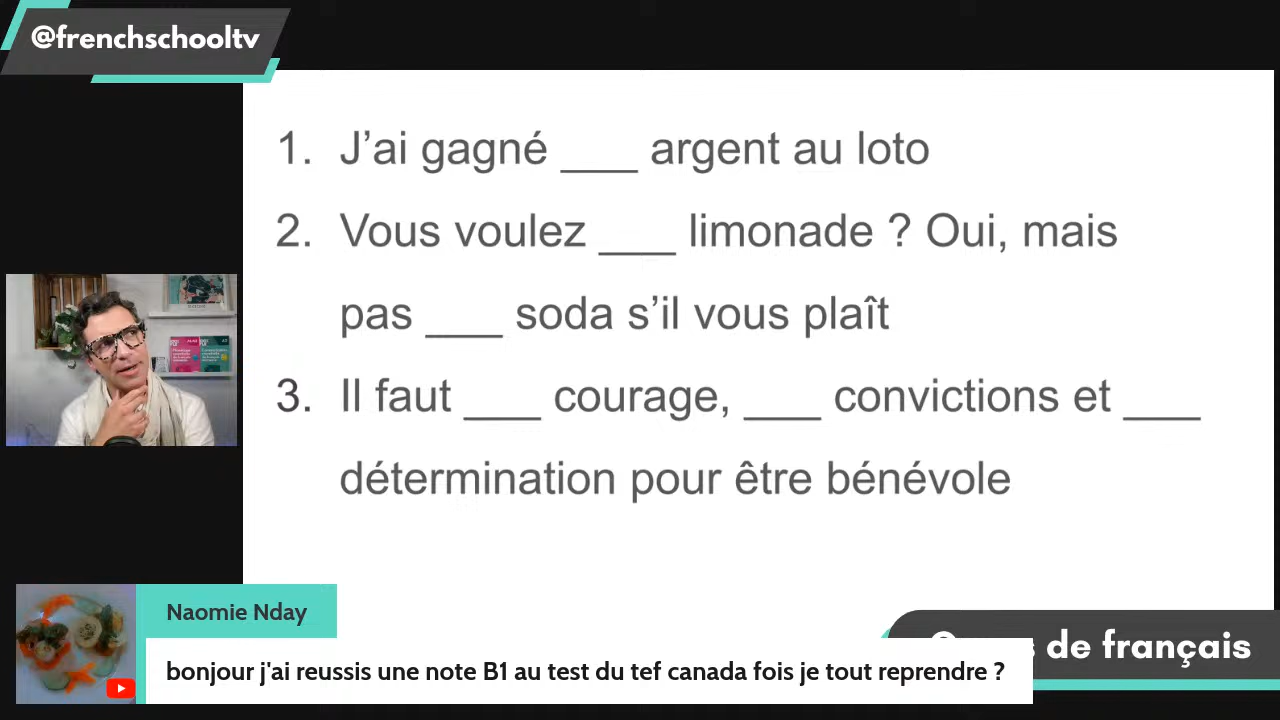 @frenchschooltv
1. J’ai gagné ___ argent au loto
2. Vous voulez ___ limonade ? Oui, mais
pas ___ soda s’il vous plaît
3. Il faut ___ courage, ___ convictions et ___
détermination pour être bénévole
Naomie Nday
bonjour j'ai reussis une note B1 au test du tef canada fois je tout reprendre ?
de français